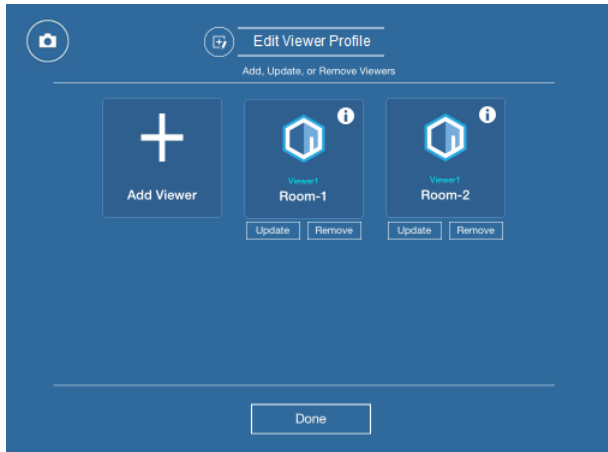 Edit Viewer Profile
Add, Update, or Remove Viewers
Add Viewer
Viewer1
Room-1
Update
Remove
Viewer1
Room-2
Update
Remove
Done